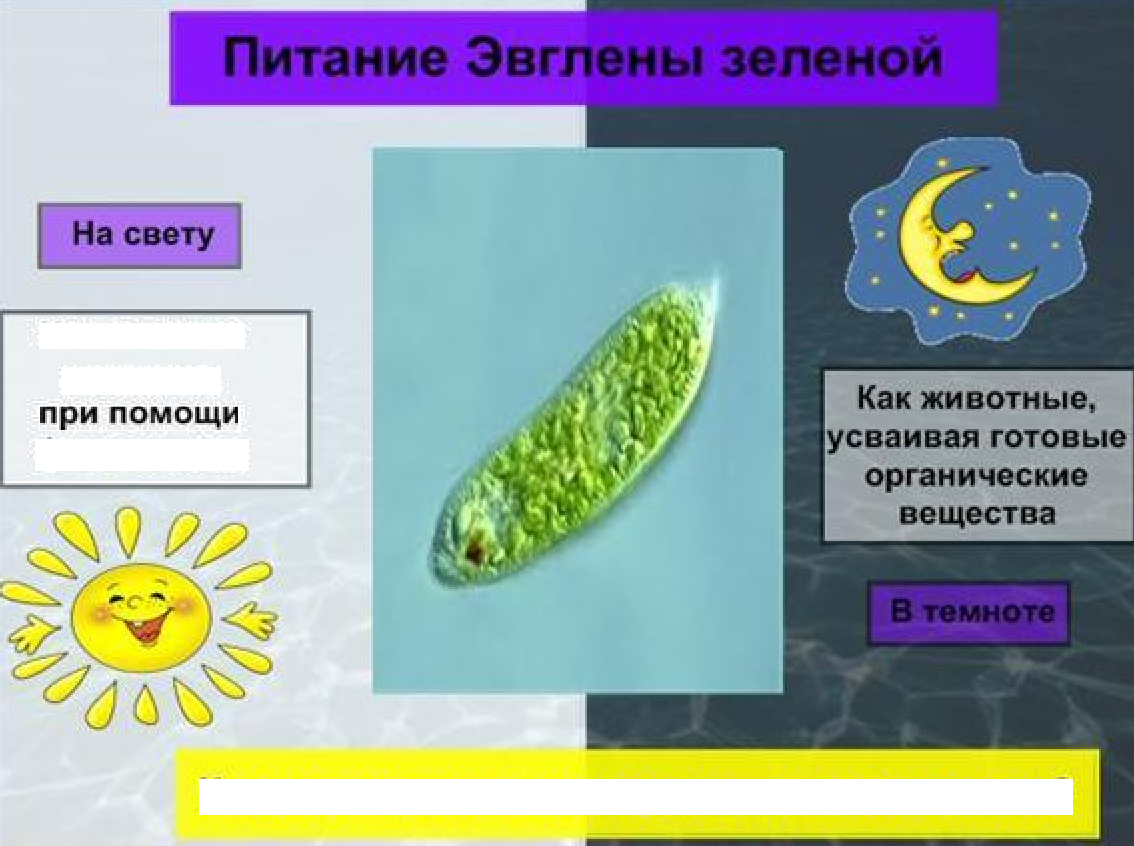 Питание Эвглены зеленой
На свету
при помощи
Как животные,
усваивая готовые
органические
вещества
В темноте